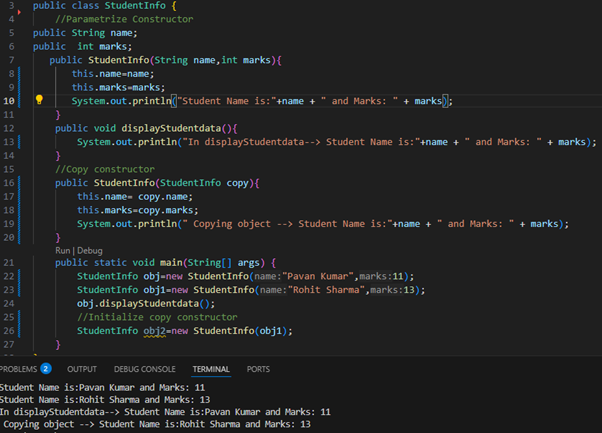 3 public class StudentInfo {
4 //Parametrize Constructor
5 public String name;
6 public  int marks;
7 public StudentInfo(String name,int marks){
8 this.name=name;
9 this.marks=marks;
10 System.out.println("Student Name is:"+name + " and Marks: " + marks);
11 }
12 public void displayStudentdata(){
13 System.out.println("In displayStudentdata--> Student Name is:"+name + " and Marks: " + marks);
14 }
15 //Copy constructor
16 public StudentInfo(StudentInfo copy){
17 this.name= copy.name;
18 this.marks=copy.marks;
19 System.out.println(" Copying object --> Student Name is:"+name + " and Marks: " + marks);
20 }
Run | Debug
21 public static void main(String[] args) {
22 StudentInfo obj=new StudentInfo(name:"Pavan Kumar",marks:11);
23 StudentInfo obj1=new StudentInfo(name:"Rohit Sharma",marks:13);
24 obj.displayStudentdata();
25 //Initialize copy constructor
26 StudentInfo obj2=new StudentInfo(obj1);
27 }
PROBLEMS 2 OUTPUT DEBUG CONSOLE TERMINAL PORTS
Student Name is:Pavan Kumar and Marks: 11
Student Name is:Rohit Sharma and Marks: 13
In displayStudentdata--> Student Name is:Pavan Kumar and Marks: 11
Copying object --> Student Name is:Rohit Sharma and Marks: 13